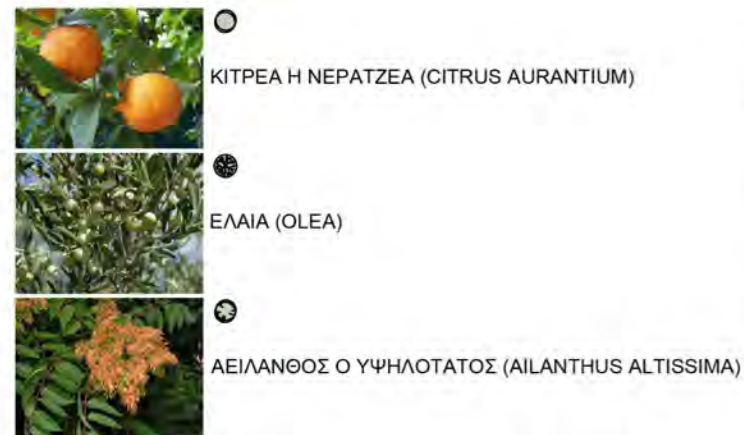 ΚΙΤΡΕΑ Η ΝΕΡΑΤΖΕΑ (CITRUS AURANTIUM)
ΕΛΑΙΑ (OLEA)
ΑΕΙΛΑΝΘΟΣ Ο ΥΨΗΛΟΤΑΤΟΣ (AILANTHUS ALTISSIMA)